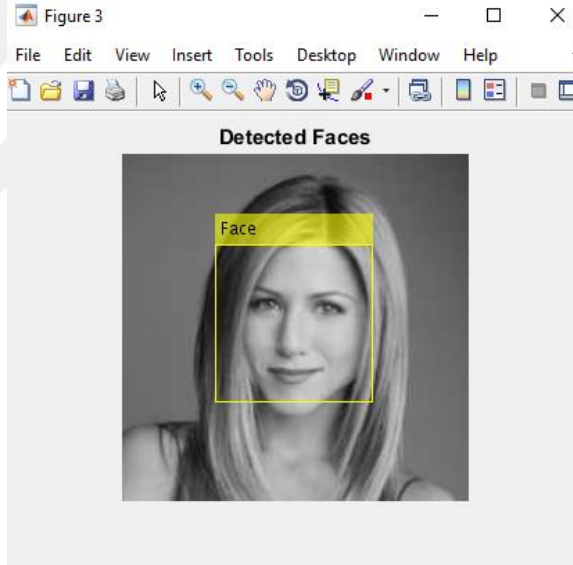 Figure 3
File Edit View Insert Tools Desktop Window Help
Detected Faces
Face